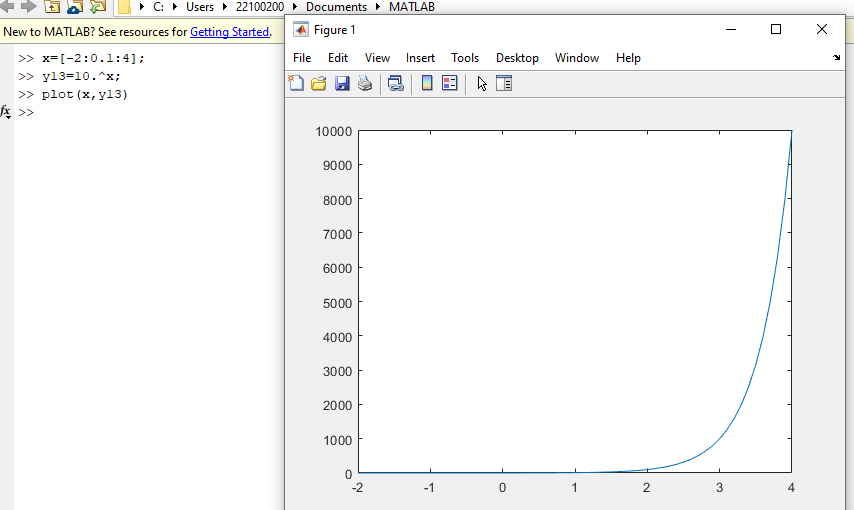 C: Users 22100200 Documents MATLAB
New to MATLAB? See resources for Getting Started.
>> x=[-2:0.1:4];
>> y13=10.^x;
>> plot(x,y13)
fx >>
Figure 1
File Edit View Insert Tools Desktop Window Help
10000
9000
8000
7000
6000
5000
4000
3000
2000
1000
0
-2 -1 0 1 2 3 4